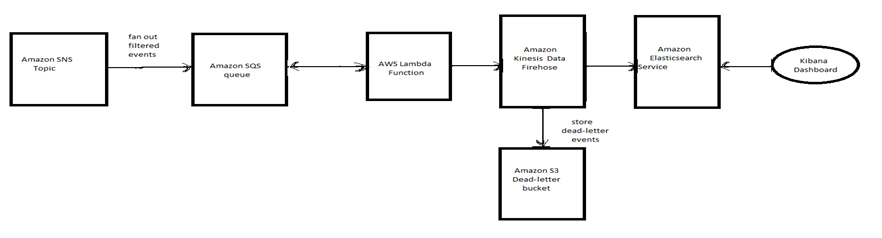 Amazon SNS
Topic
fan out
filtered
events
Amazon SQS
queue
AWS Lambda
Function
Amazon
Kinesis Data
Firehose
Amazon
Elasticsearch
Service
Kibana
Dashboard
store
dead-letter
events
Amazon S3
Dead-letter
bucket